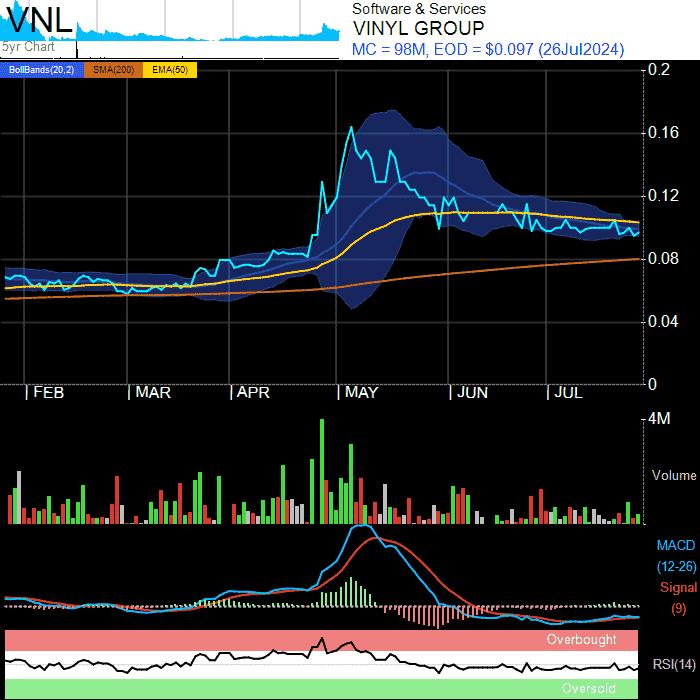 VNL
5yr Chart
Software & Services
VINYL GROUP
MC = 98M, EOD = $0.097 (26Jul2024)
BollBands(20,2) SMA(200) EMA(50)
0.2
0.16
0.12
0.08
0.04
0
FEB MAR APR MAY JUN JUL
4M
Volume
MACD
(12-26)
Signal
(9)
Overbought
RSI(14)
Oversold